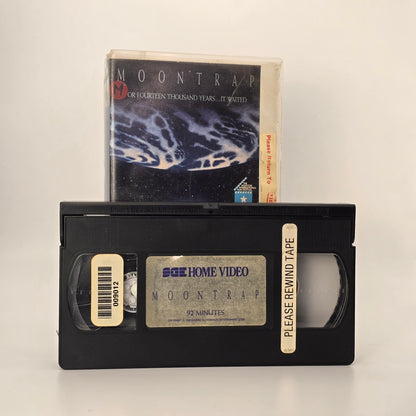 MOONTRAP
FOR FOURTEEN THOUSAND YEARS...IT WAITED
Please Return To
009012
SGE HOME VIDEO
MOONTRAP
92 MINUTES
PLEASE REWIND TAPE